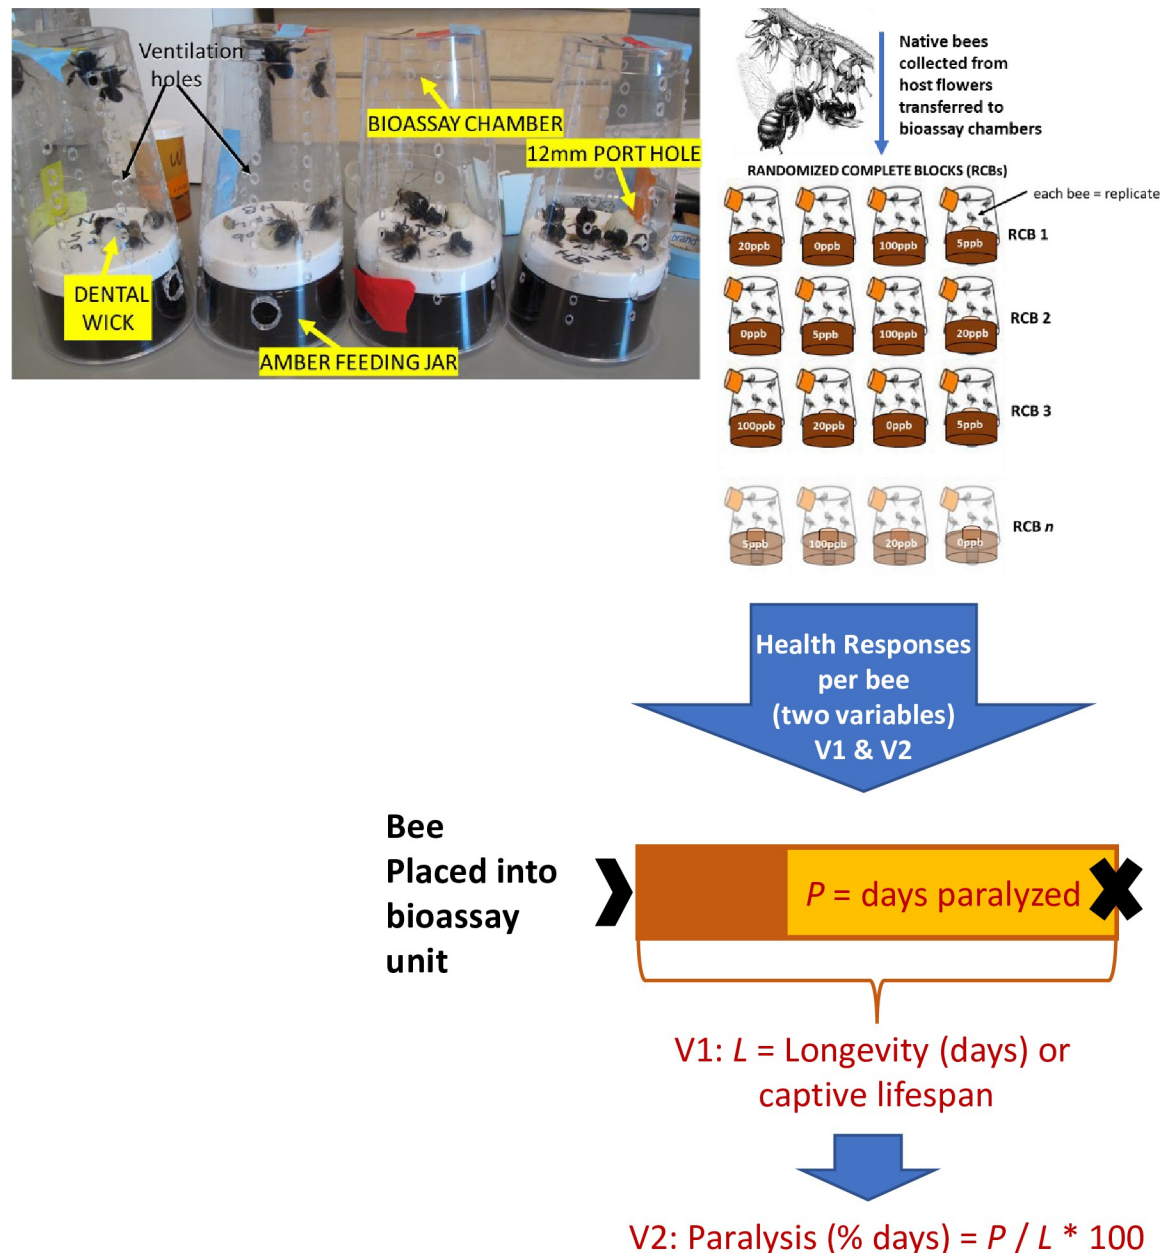 Ventilation
holes
BIOASSAY CHAMBER
12mm PORT HOLE
DENTAL
WICK
AMBER FEEDING JAR
brand
Native bees
collected from
host flowers
transferred to
bioassay chambers
RANDOMIZED COMPLETE BLOCKS (RCBs)
each bee = replicate
20ppb 0ppb 100ppb 5ppb RCB 1
0ppb 5ppb 100ppb 20ppb RCB 2
100ppb 20ppb 0ppb 5ppb RCB 3
5ppb 100ppb 20ppb 0ppb RCB n
Health Responses
per bee
(two variables)
V1 & V2
Bee
Placed into
bioassay
unit
P = days paralyzed
V1: L = Longevity (days) or
captive lifespan
V2: Paralysis (% days) = P / L * 100